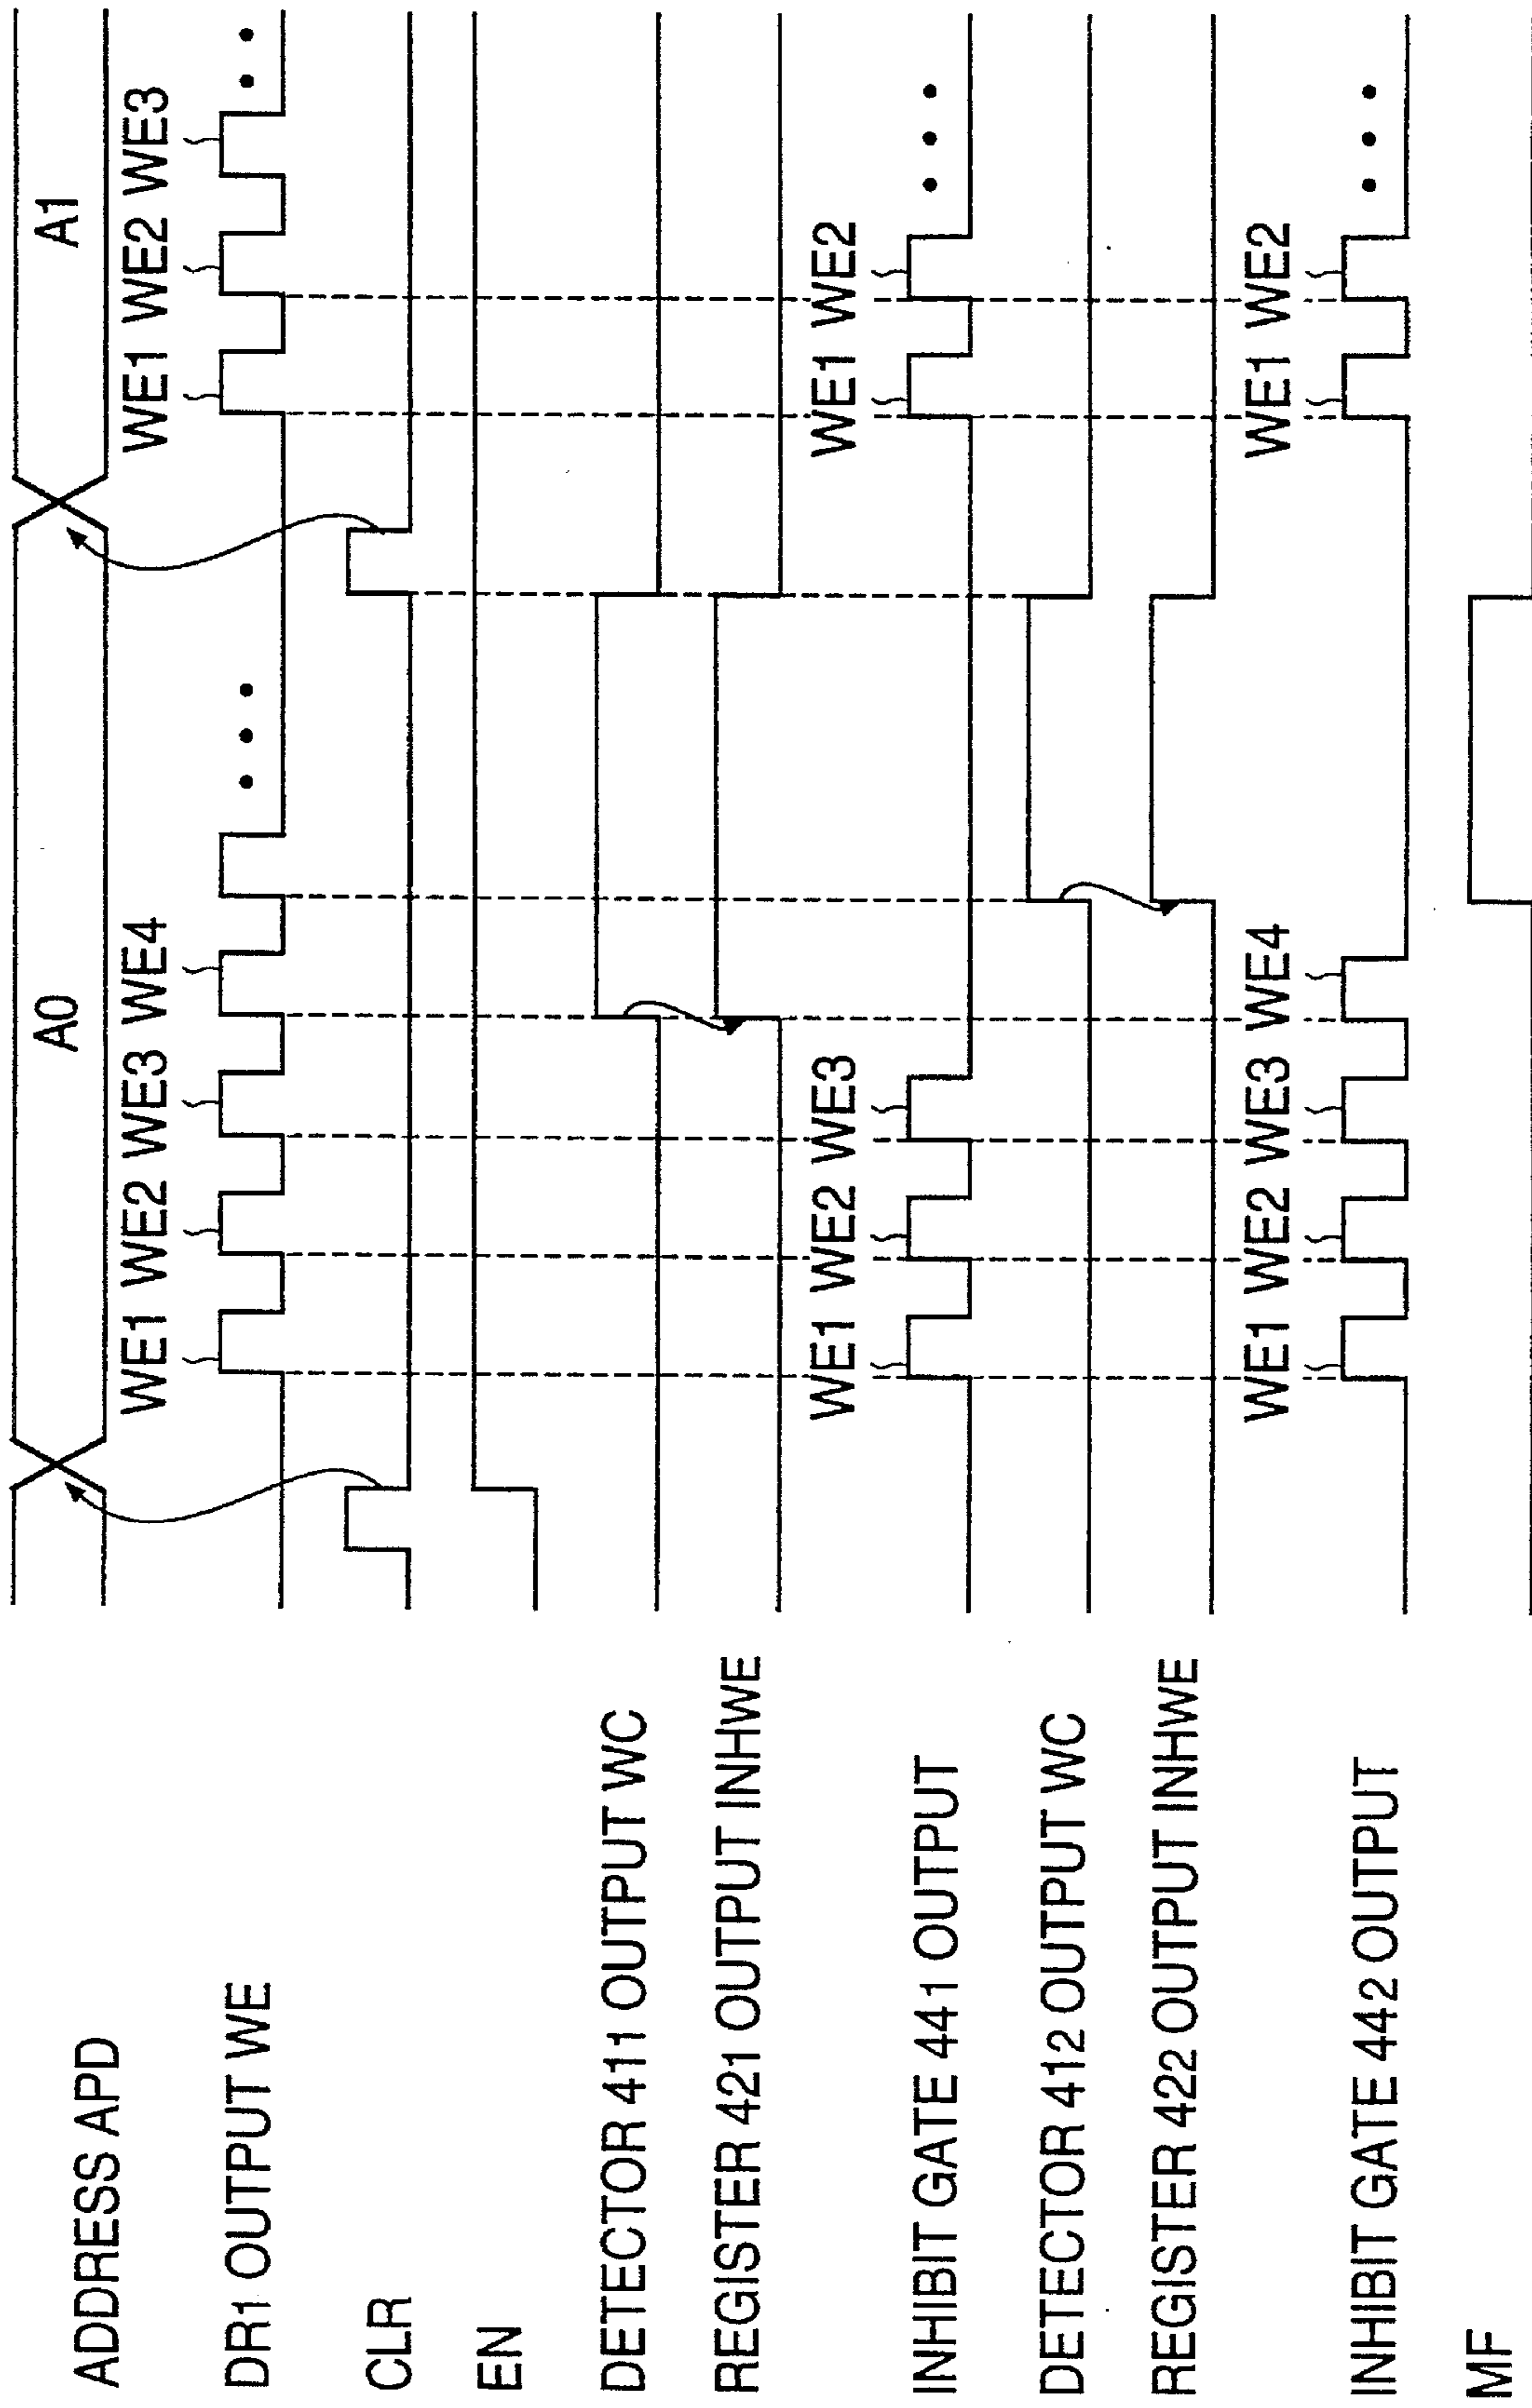 ADDRESS APD
A0
A1
DR1 OUTPUT WE
WE1 WE2 WE3 WE4
WE1 WE2 WE3
CLR
EN
DETECTOR 411 OUTPUT WC
REGISTER 421 OUTPUT INHWE
INHIBIT GATE 441 OUTPUT
WE1 WE2 WE3
WE1 WE2
DETECTOR 412 OUTPUT WC
REGISTER 422 OUTPUT INHWE
INHIBIT GATE 442 OUTPUT
WE1 WE2 WE3 WE4
WE1 WE2
MF